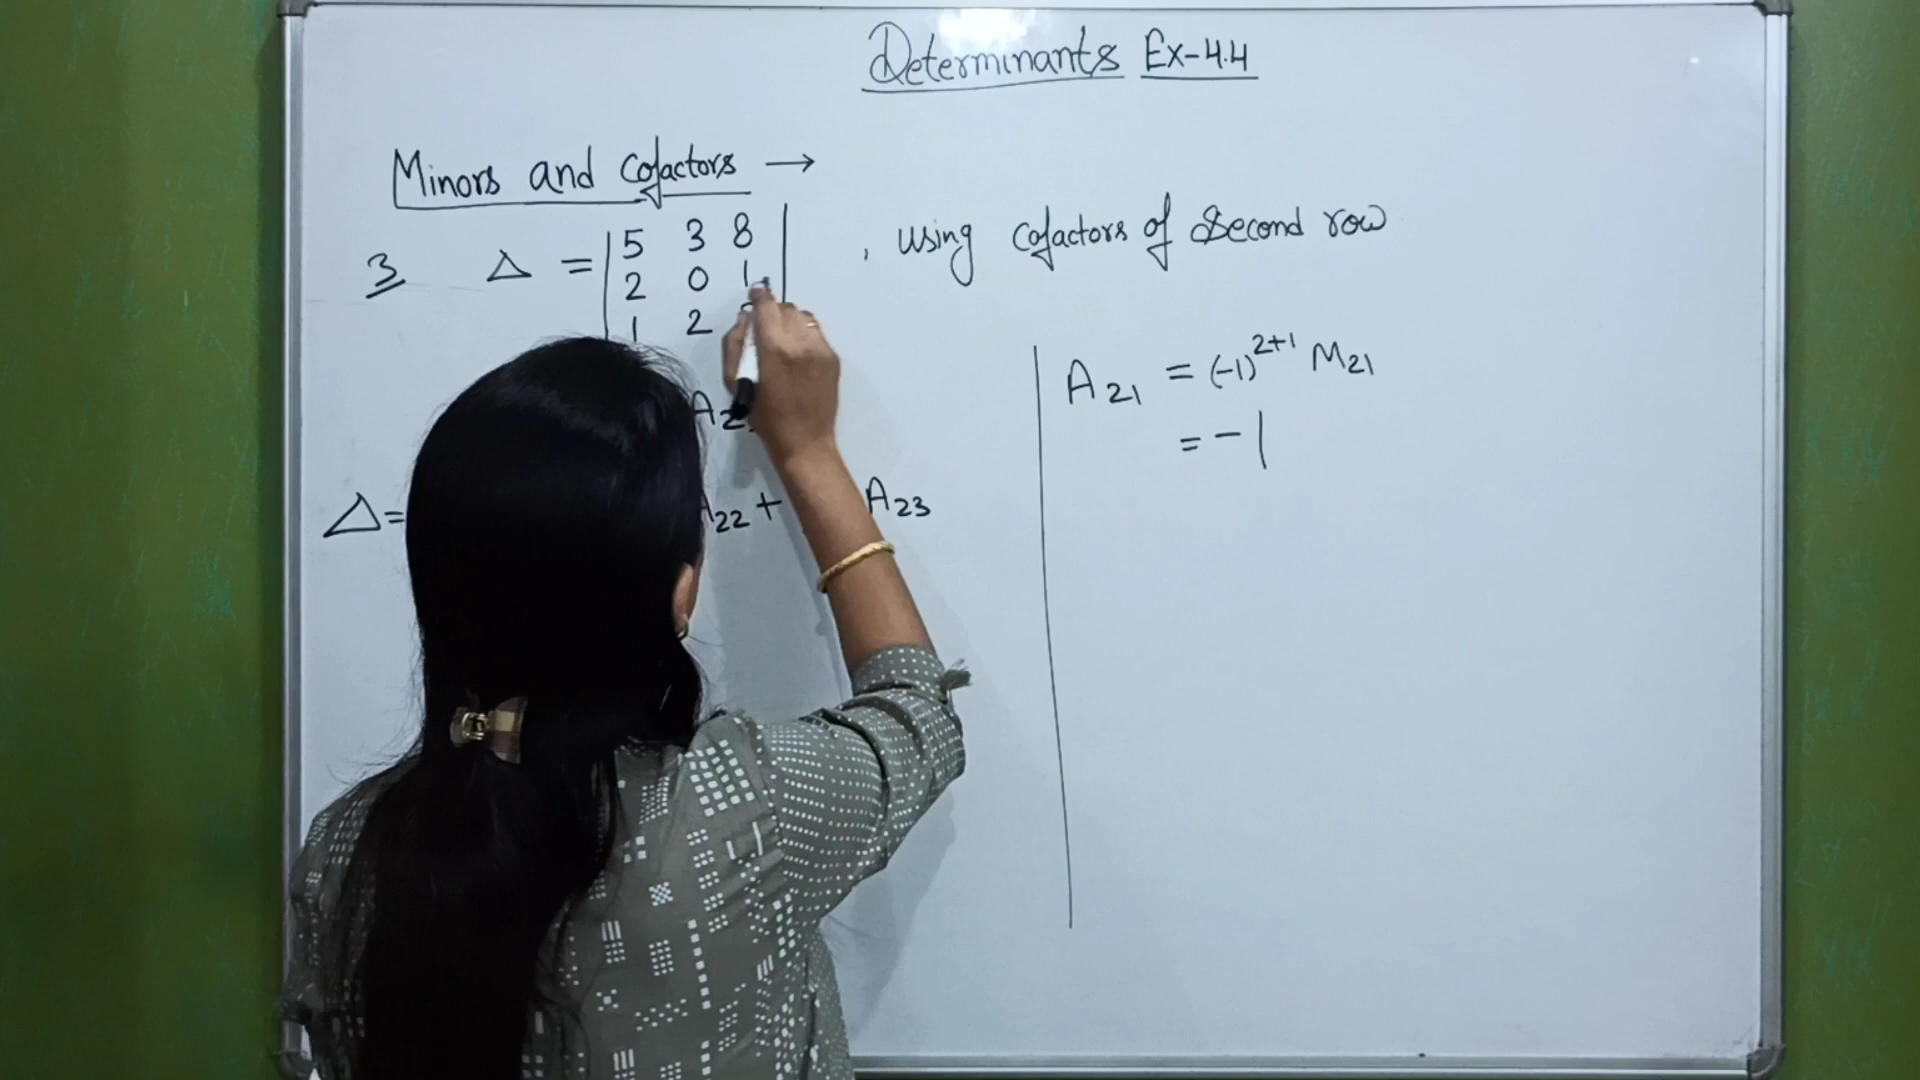 Determinants Ex-4.4
Minors and Cofactors →
3 Δ = | 5 3 8 | , using Cofactors of Second row
2 0 1
1 2
A₂₁ = (-1)²⁺¹ M₂₁
= - |
A₂
Δ = A₂₂ + A₂₃